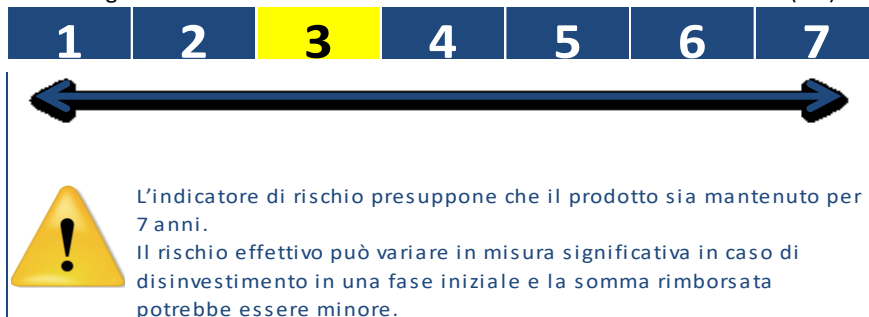 1 2 3 4 5 6 7
L'indicatore di rischio presuppone che il prodotto sia mantenuto per
7 anni.
Il rischio effettivo può variare in misura significativa in caso di
disinvestimento in una fase iniziale e la somma rimborsata
potrebbe essere minore.